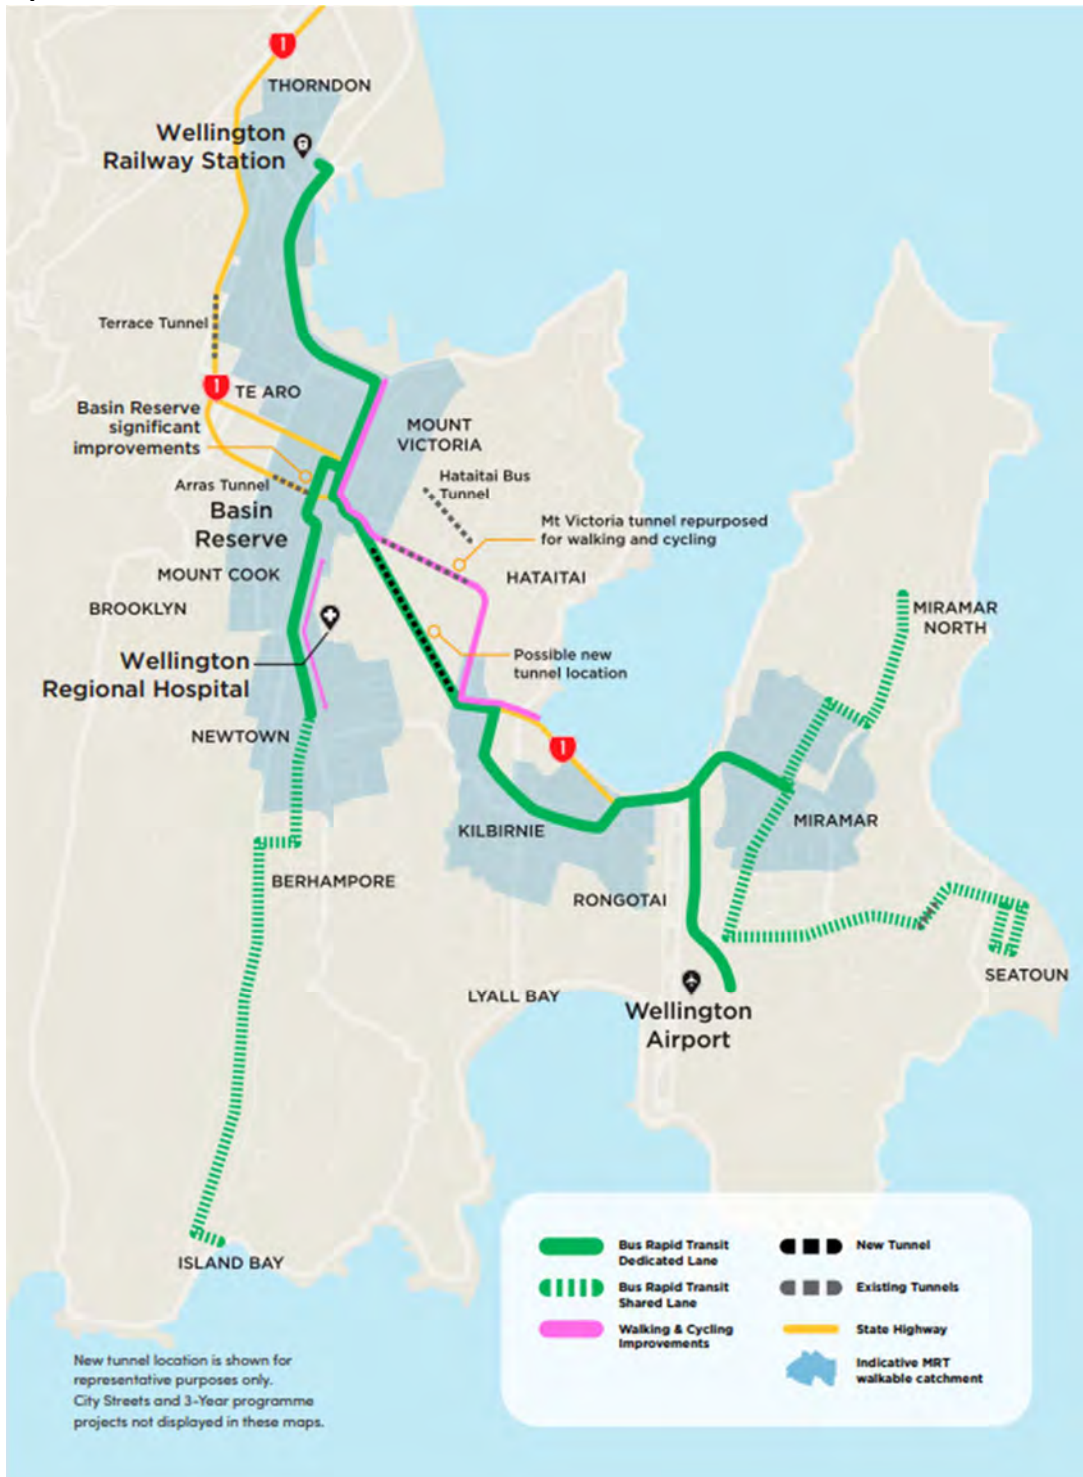 1
THORNDON
Wellington
Railway Station
Terrace Tunnel
1
TE ARO
Basin Reserve
significant
improvements
MOUNT
VICTORIA
Arras Tunnel
Hataitai Bus
Tunnel
Basin
Reserve
Mt Victoria tunnel repurposed
for walking and cycling
MOUNT COOK
HATAITAI
BROOKLYN
MIRAMAR
NORTH
Wellington
Regional Hospital
Possible new
tunnel location
NEWTOWN
1
KILBIRNIE
MIRAMAR
BERHAMPORE
RONGOTAI
SEATOUN
LYALL BAY
Wellington
Airport
ISLAND BAY
Bus Rapid Transit
Dedicated Lane
Bus Rapid Transit
Shared Lane
Walking & Cycling
Improvements
New Tunnel
Existing Tunnels
State Highway
Indicative MRT
walkable catchment
New tunnel location is shown for
representative purposes only.
City Streets and 3-Year programme
projects not displayed in these maps.